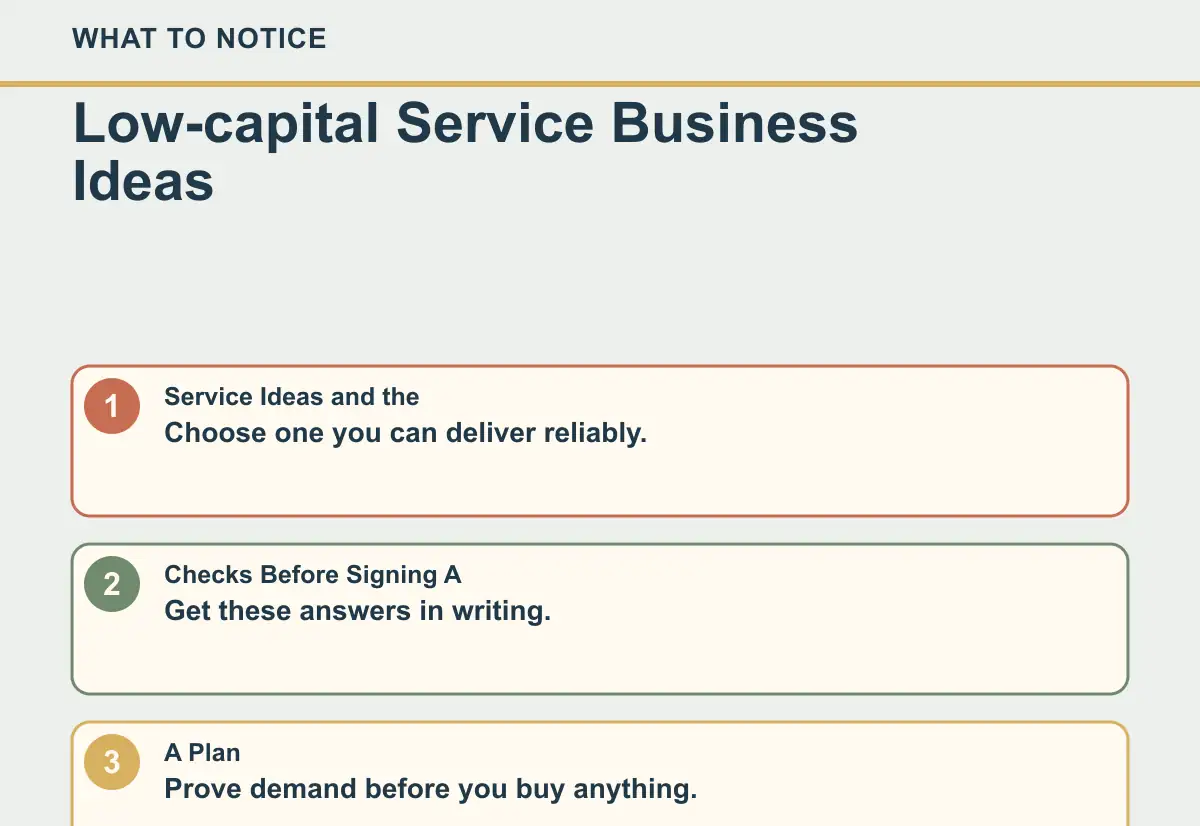 WHAT TO NOTICE
Low-capital Service Business
Ideas
1
Service Ideas and the
Choose one you can deliver reliably.
2
Checks Before Signing A
Get these answers in writing.
3
A Plan
Prove demand before you buy anything.